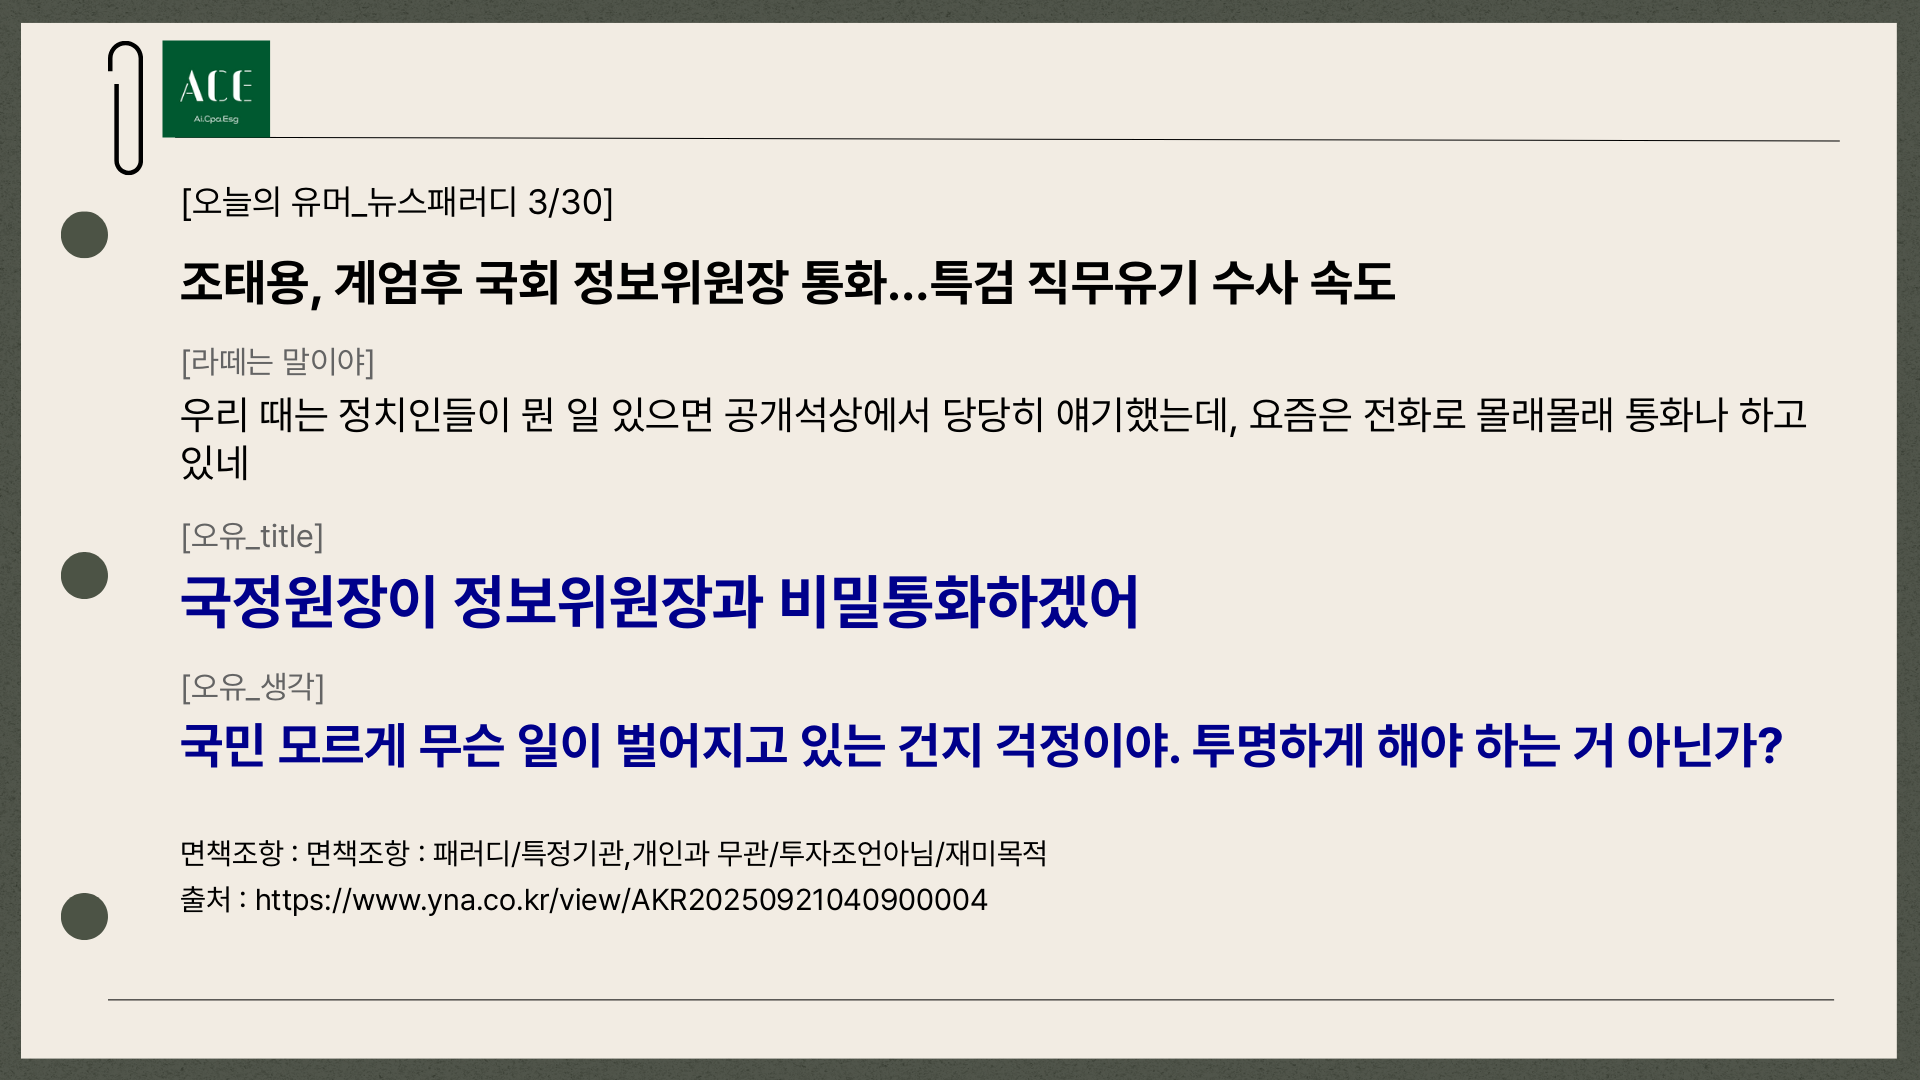 ACE
Ai.Cpa.Esg
[오늘의 유머_뉴스패러디 3/30]
조태용, 계엄후 국회 정보위원장 통화...특검 직무유기 수사 속도
[라떼는 말이야]
우리 때는 정치인들이 뭔 일 있으면 공개석상에서 당당히 얘기했는데, 요즘은 전화로 몰래몰래 통화나 하고
있네
[오유_title]
국정원장이 정보위원장과 비밀통화하겠어
[오유_생각]
국민 모르게 무슨 일이 벌어지고 있는 건지 걱정이야. 투명하게 해야 하는 거 아닌가?
면책조항 : 면책조항 : 패러디/특정기관,개인과 무관/투자조언아님/재미목적
출처 : https://www.yna.co.kr/view/AKR20250921040900004